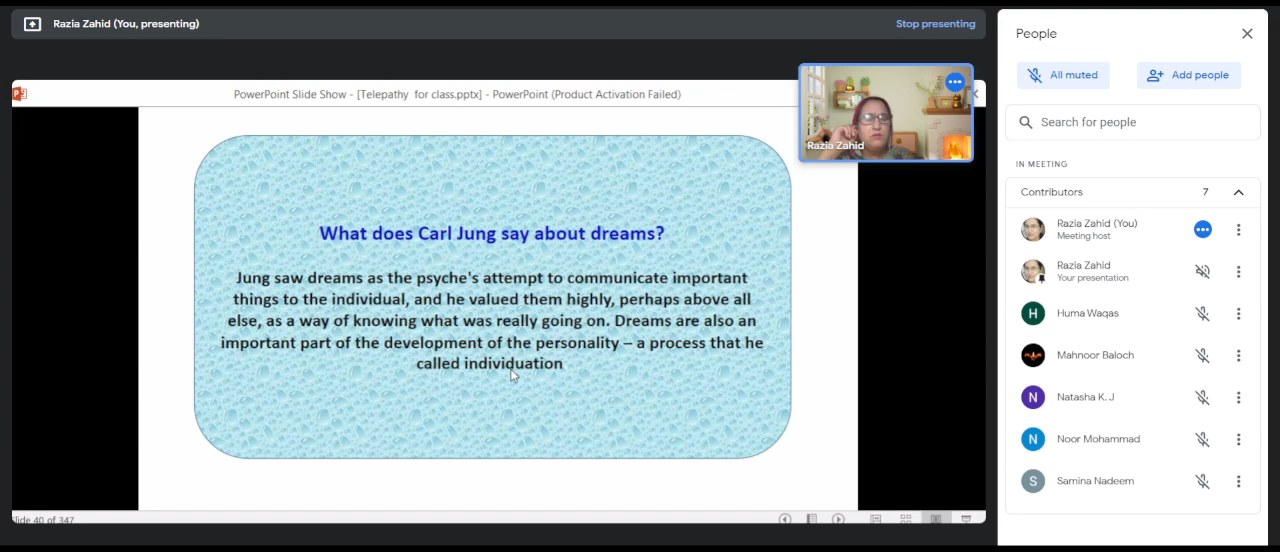 Razia Zahid (You, presenting)
Stop presenting
PowerPoint Slide Show - [Telepathy for class.pptx] - PowerPoint (Product Activation Failed)
Razia Zahid
What does Carl Jung say about dreams?
Jung saw dreams as the psyche's attempt to communicate important
things to the individual, and he valued them highly, perhaps above all
else, as a way of knowing what was really going on. Dreams are also an
important part of the development of the personality – a process that he
called individuation
Slide 40 of 347
People
All muted
Add people
Search for people
IN MEETING
Contributors 7
Razia Zahid (You)
Meeting host
Razia Zahid
Your presentation
H Huma Waqas
Mahnoor Baloch
N Natasha K. J
N Noor Mohammad
S Samina Nadeem